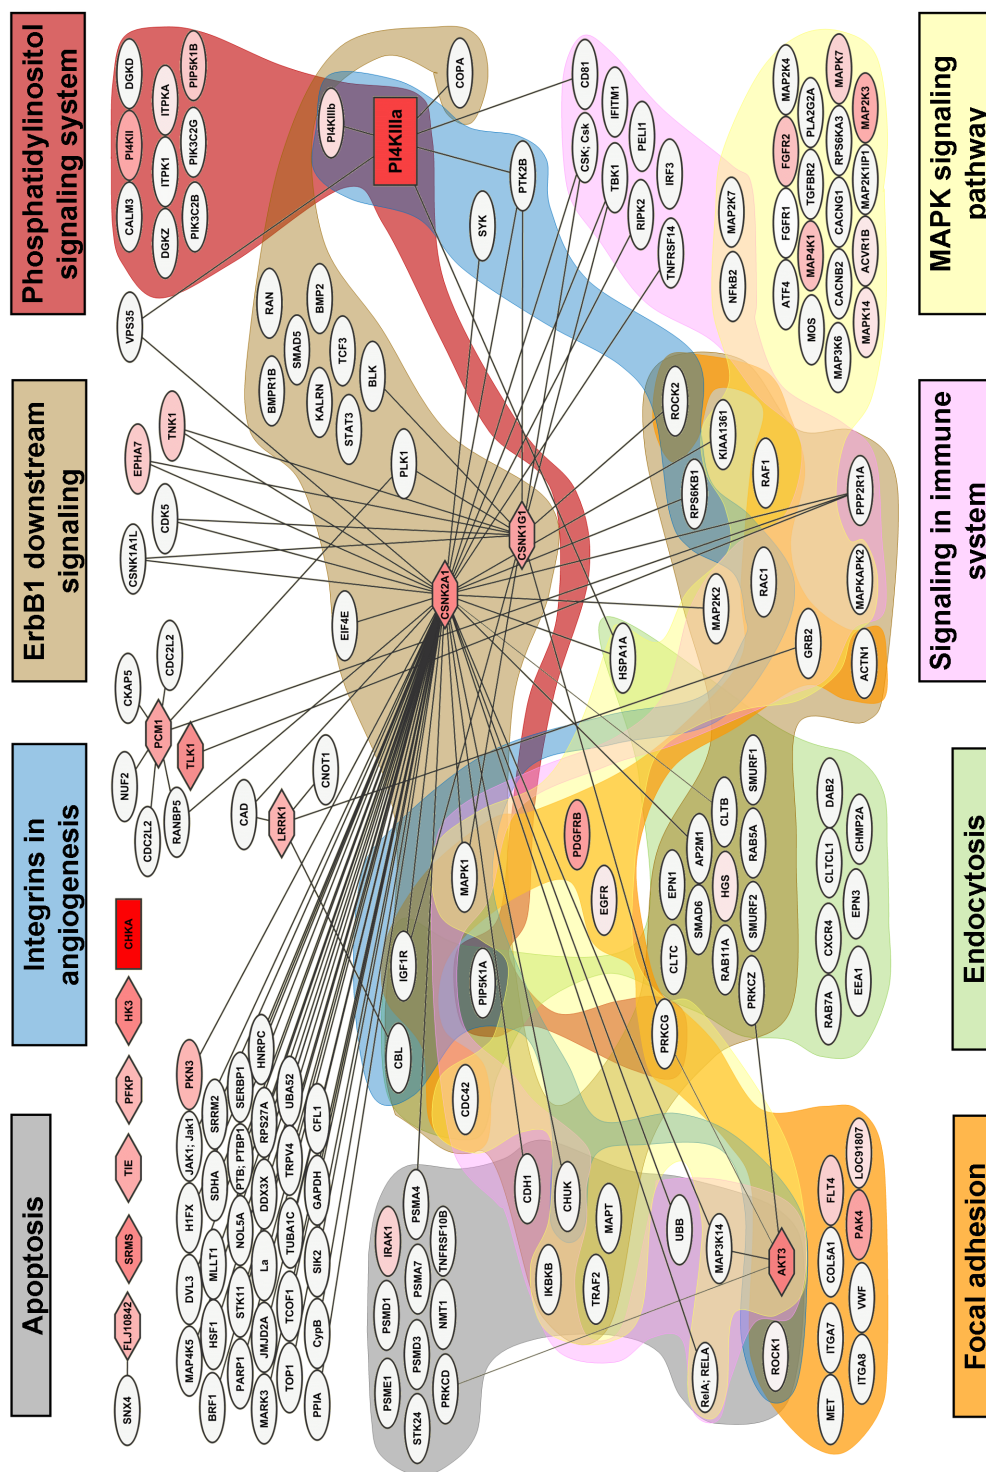 Apoptosis
Integrins in
angiogenesis
ErbB1 downstream
signaling
Phosphatidylinositol
signaling system
Focal adhesion
Endocytosis
Signaling in immune
system
MAPK signaling
pathway
SNX4
FLJ10842
SRMS
TIE
PFKP
HK3
CHKA
NUF2
CKAP5
CDC2L2
PCM1
CDC2L2
RANBP5
TLK1
CSNK1A1L
EPHA7
CDK5
TNK1
VPS35
CALM3
PI4KII
DGKD
DGKZ
ITPK1
ITPKA
PIK3C2B
PIK3C2G
PIP5K1B
MAP4K5
DVL3
H1FX
JAK1; Jak1
PKN3
BRF1
HSF1
MLLT1
SDHA
SRRM2
PARP1
STK11
NOL5A
PTB; PTBP1
SERBP1
MARK3
JMJD2A
La
DDX3X
RPS27A
HNRPC
TOP1
TCOF1
TUBA1C
TRPV4
UBA52
PPIA
CypB
SIK2
GAPDH
CFL1
CAD
LRRK1
CNOT1
EIF4E
PLK1
BMPR1B
RAN
SMAD5
KALRN
BMP2
STAT3
TCF3
BLK
PI4KIIIb
PI4KIIIa
COPA
SYK
PTK2B
CSNK2A1
CSNK1G1
PSME1
PSMD1
IRAK1
STK24
PSMD3
PSMA7
PSMA4
PRKCD
NMT1
TNFRSF10B
CBL
IGF1R
MAPK1
PIP5K1A
CDC42
CDH1
CHUK
IKBKB
TRAF2
MAPT
UBB
MAP3K14
RelA; RELA
AKT3
ROCK1
PDGFRB
EGFR
PRKCG
HSPA1A
CSK; Csk
CD81
IFITM1
TBK1
PELI1
RIPK2
IRF3
TNFRSF14
NFkB2
MAP2K7
ROCK2
KIAA1361
RPS6KB1
RAF1
PPP2R1A
RAC1
MAP2K2
MAPKAPK2
GRB2
ACTN1
CLTC
EPN1
SMAD6
AP2M1
RAB11A
HGS
CLTB
PRKCZ
SMURF2
RAB5A
SMURF1
RAB7A
CXCR4
CLTCL1
DAB2
EEA1
EPN3
CHMP2A
ATF4
FGFR1
FGFR2
MAP2K4
MOS
MAP4K1
TGFBR2
PLA2G2A
MAP3K6
CACNB2
CACNG1
RPS6KA3
MAPK7
MAPK14
ACVR1B
MAP2K1IP1
MAP2K3
MET
ITGA7
COL5A1
FLT4
ITGA8
VWF
PAK4
LOC91807